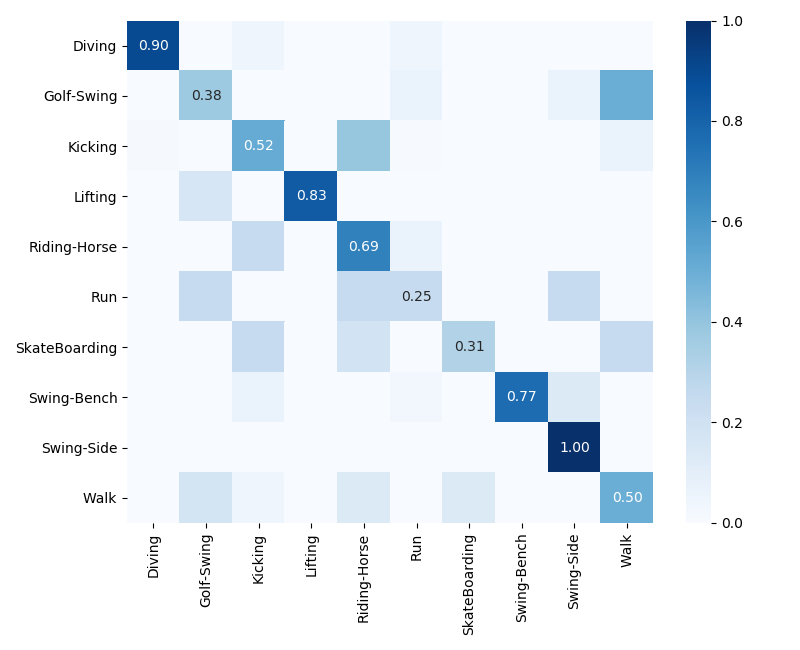 1.0
Diving 0.90
Golf-Swing 0.38
0.8
Kicking 0.52
Lifting 0.83
0.6
Riding-Horse 0.69
0.4
Run 0.25
SkateBoarding 0.31
Swing-Bench 0.77
0.2
Swing-Side 1.00
Walk 0.50
0.0
Diving
Golf-Swing
Kicking
Lifting
Riding-Horse
Run
SkateBoarding
Swing-Bench
Swing-Side
Walk